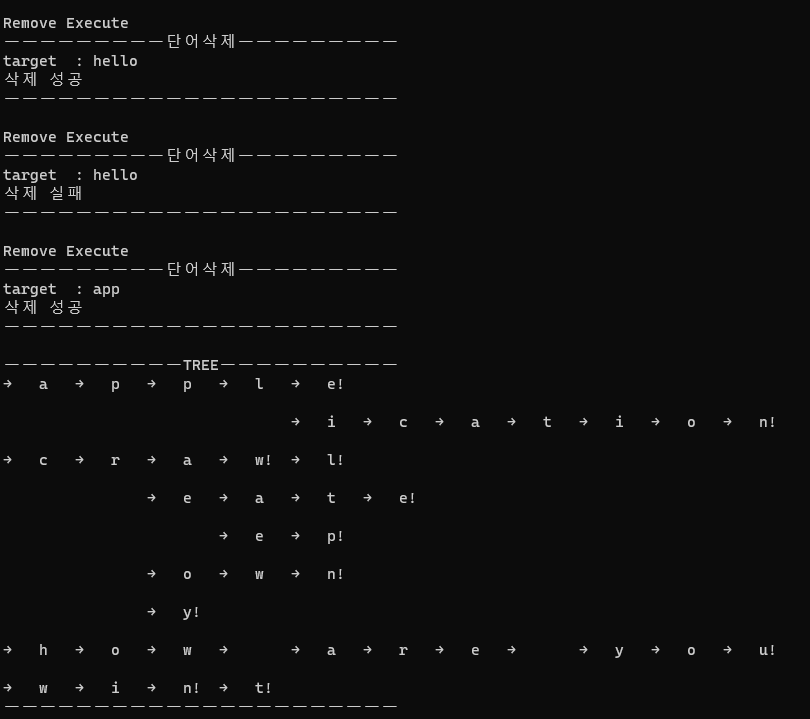 Remove Execute
─────────단어삭제─────────
target  : hello
삭제 성공
──────────────────────
Remove Execute
─────────단어삭제─────────
target  : hello
삭제 실패
──────────────────────
Remove Execute
─────────단어삭제─────────
target  : app
삭제 성공
──────────────────────
──────────TREE──────────
→   a   →   p   →   p   →   l   →   e!
                                →   i   →   c   →   a   →   t   →   i   →   o   →   n!
→   c   →   r   →   a   →   w!  →   l!
                →   e   →   a   →   t   →   e!
                        →   e   →   p!
                →   o   →   w   →   n!
                →   y!
→   h   →   o   →   w   →       →   a   →   r   →   e   →       →   y   →   o   →   u!
→   w   →   i   →   n!  →   t!
──────────────────────